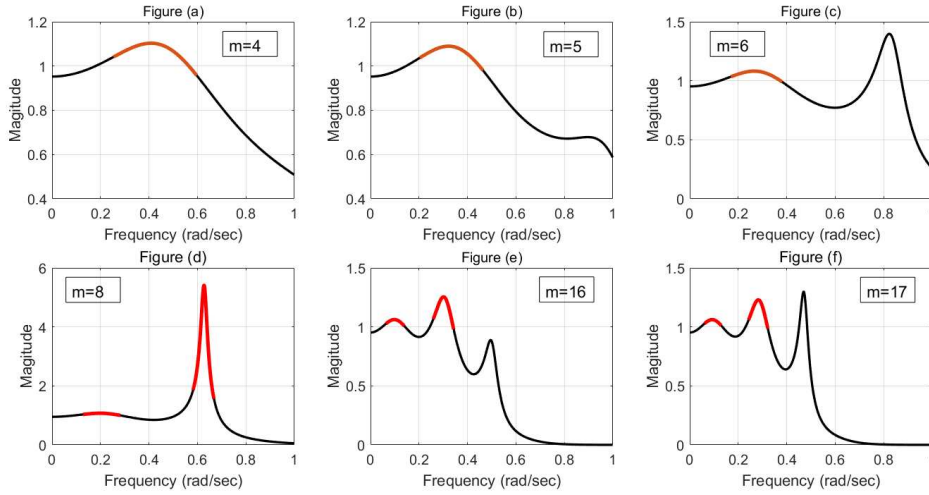 Figure (a)
m=4
Magitude
1.2
1
0.8
0.6
0.4
0 0.2 0.4 0.6 0.8 1
Frequency (rad/sec)
Figure (b)
m=5
Magitude
1.2
1
0.8
0.6
0.4
0 0.2 0.4 0.6 0.8 1
Frequency (rad/sec)
Figure (c)
m=6
Magitude
1.5
1
0.5
0
0 0.2 0.4 0.6 0.8 1
Frequency (rad/sec)
Figure (d)
m=8
Magitude
6
4
2
0
0 0.2 0.4 0.6 0.8 1
Frequency (rad/sec)
Figure (e)
m=16
Magitude
1.5
1
0.5
0
0 0.2 0.4 0.6 0.8 1
Frequency (rad/sec)
Figure (f)
m=17
Magitude
1.5
1
0.5
0
0 0.2 0.4 0.6 0.8 1
Frequency (rad/sec)